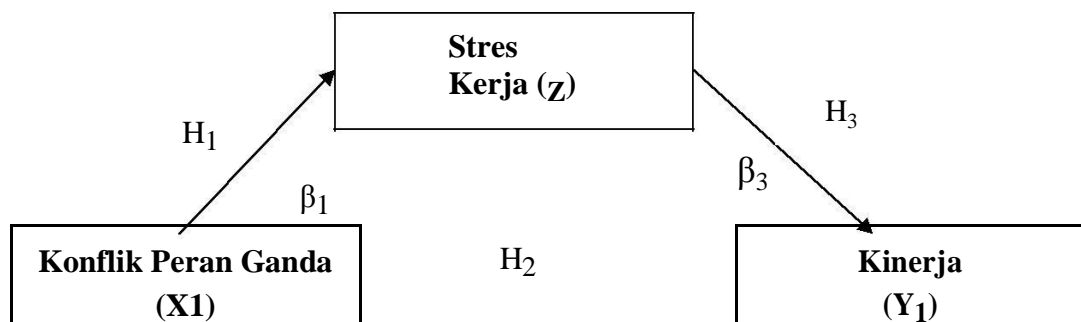 Stres
Kerja (Z)
H₁
H₃
β₃
β₁
Konflik Peran Ganda
(X1)
H₂
Kinerja
(Y₁)